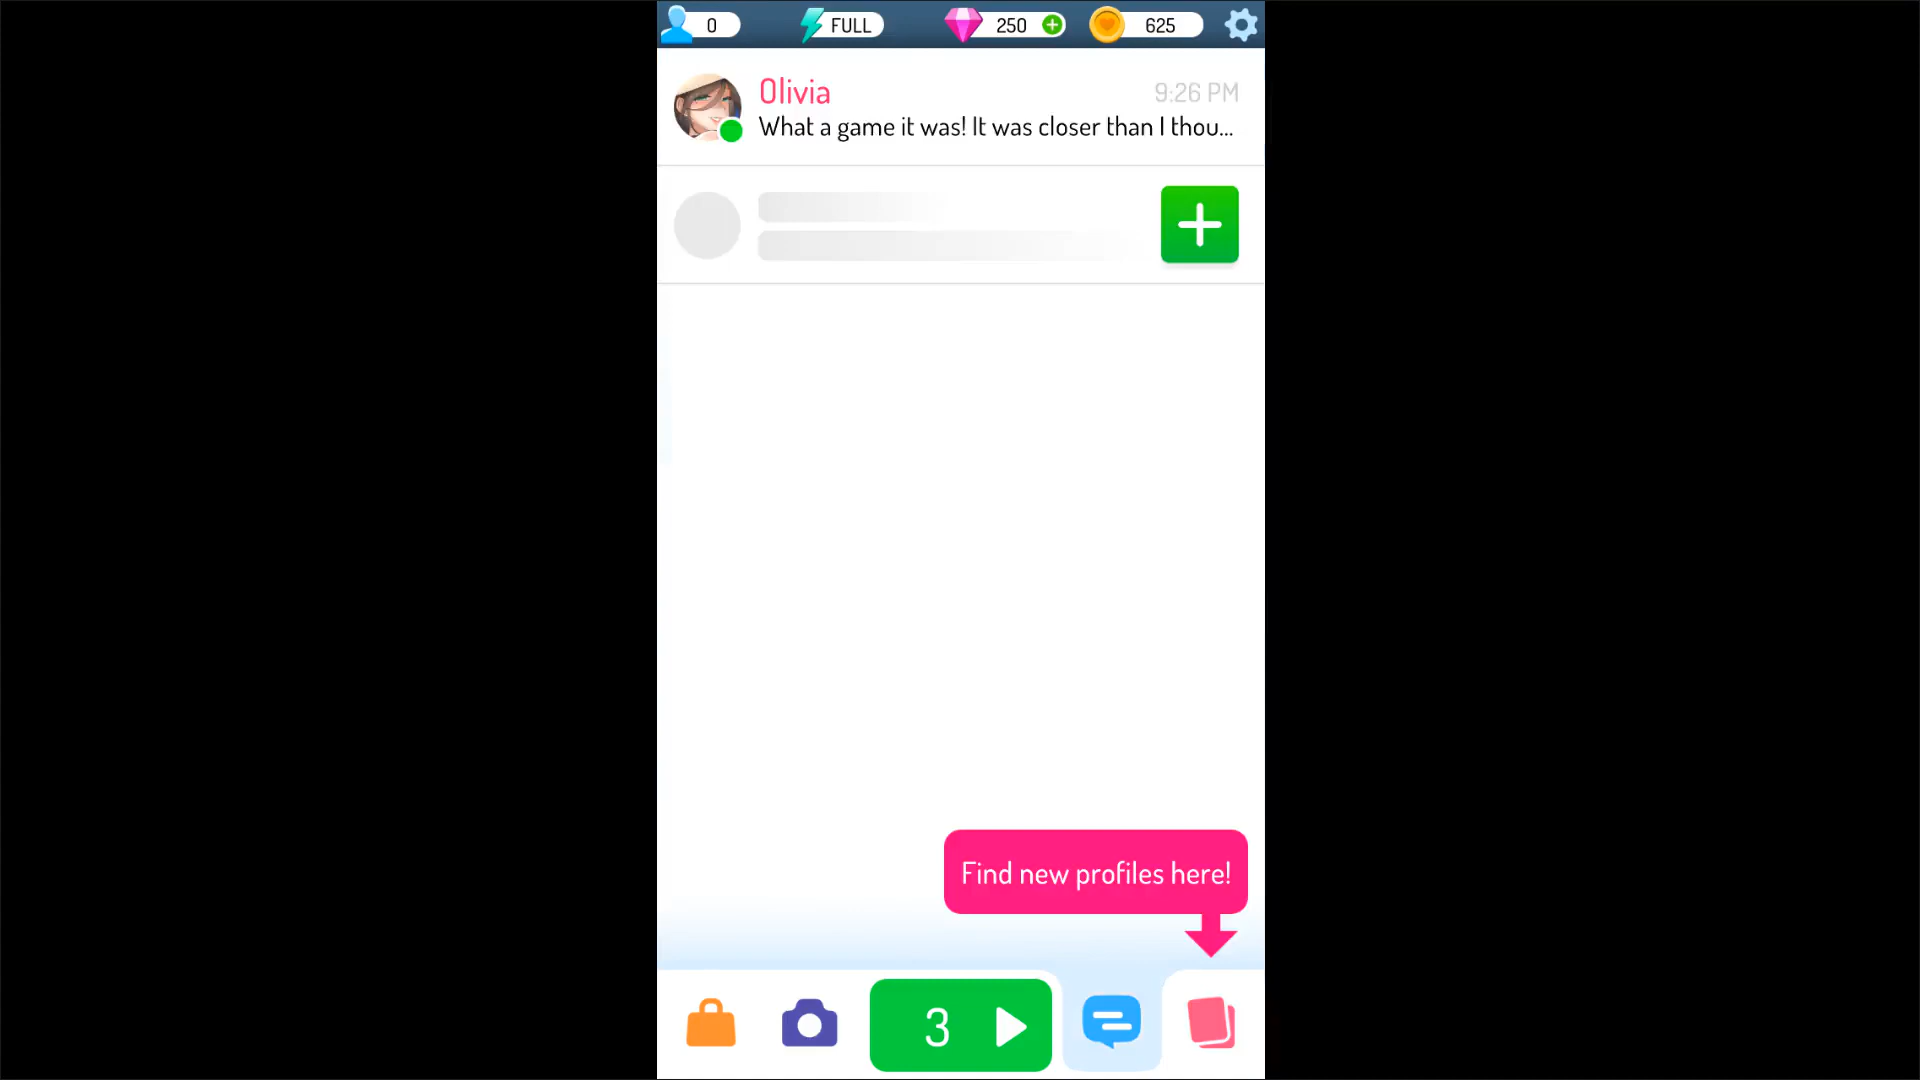 0 FULL 250 625
Olivia 9:26 PM
What a game it was! It was closer than I thou...
Find new profiles here!
3